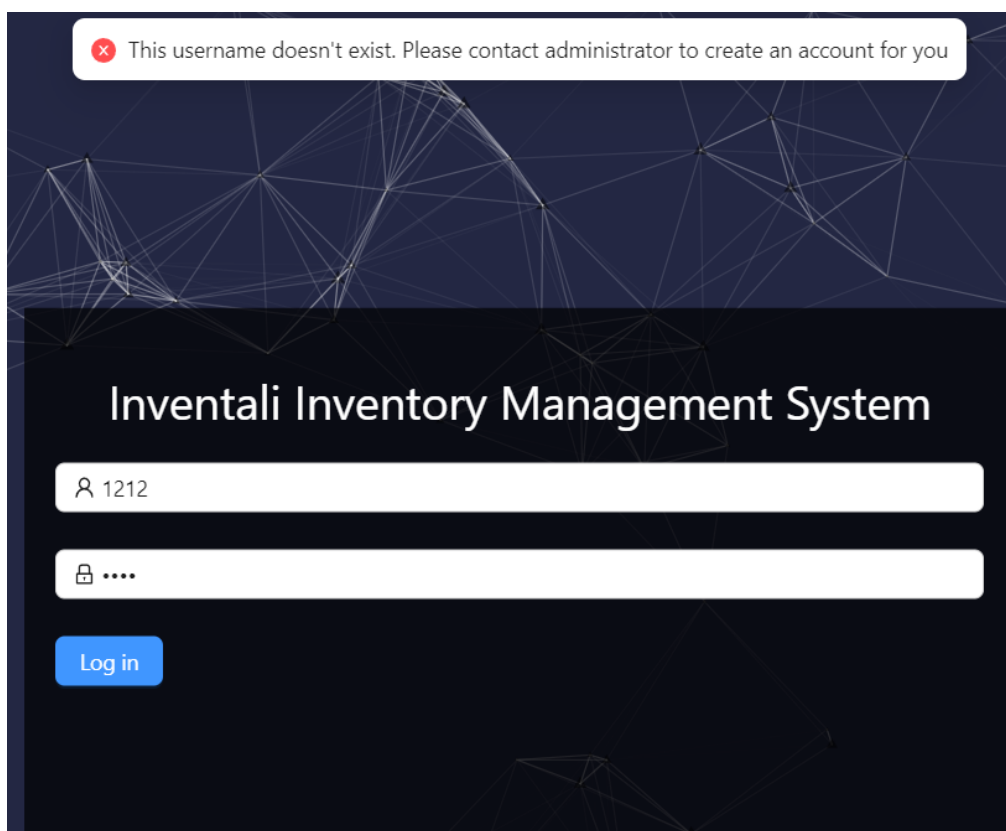 This username doesn't exist. Please contact administrator to create an account for you
Inventali Inventory Management System
1212
••••
Log in